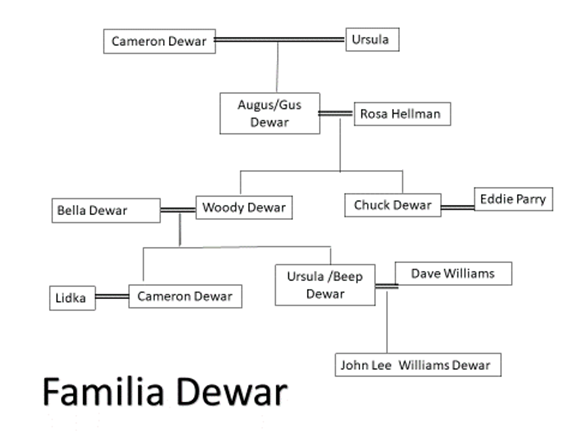 Cameron Dewar
Ursula
Augus/Gus
Dewar
Rosa Hellman
Bella Dewar
Woody Dewar
Chuck Dewar
Eddie Parry
Lidka
Cameron Dewar
Ursula /Beep
Dewar
Dave Williams
John Lee  Williams Dewar
Familia Dewar